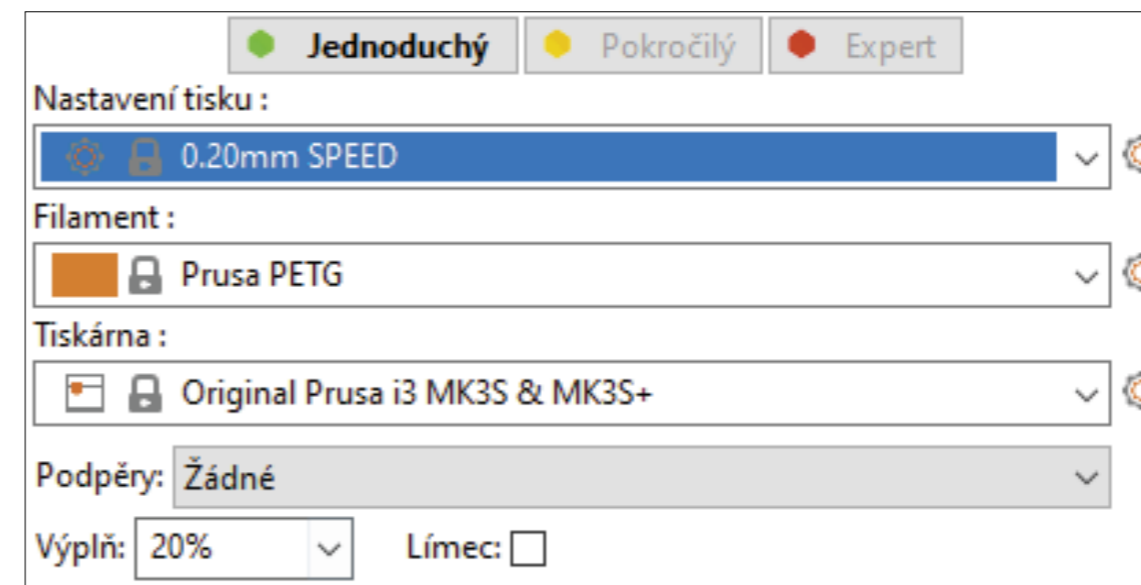 Jednoduchý Pokročilý Expert
Nastavení tisku :
0.20mm SPEED
Filament :
Prusa PETG
Tiskárna :
Original Prusa i3 MK3S & MK3S+
Podpěry: Žádné
Výplň: 20% Límec: